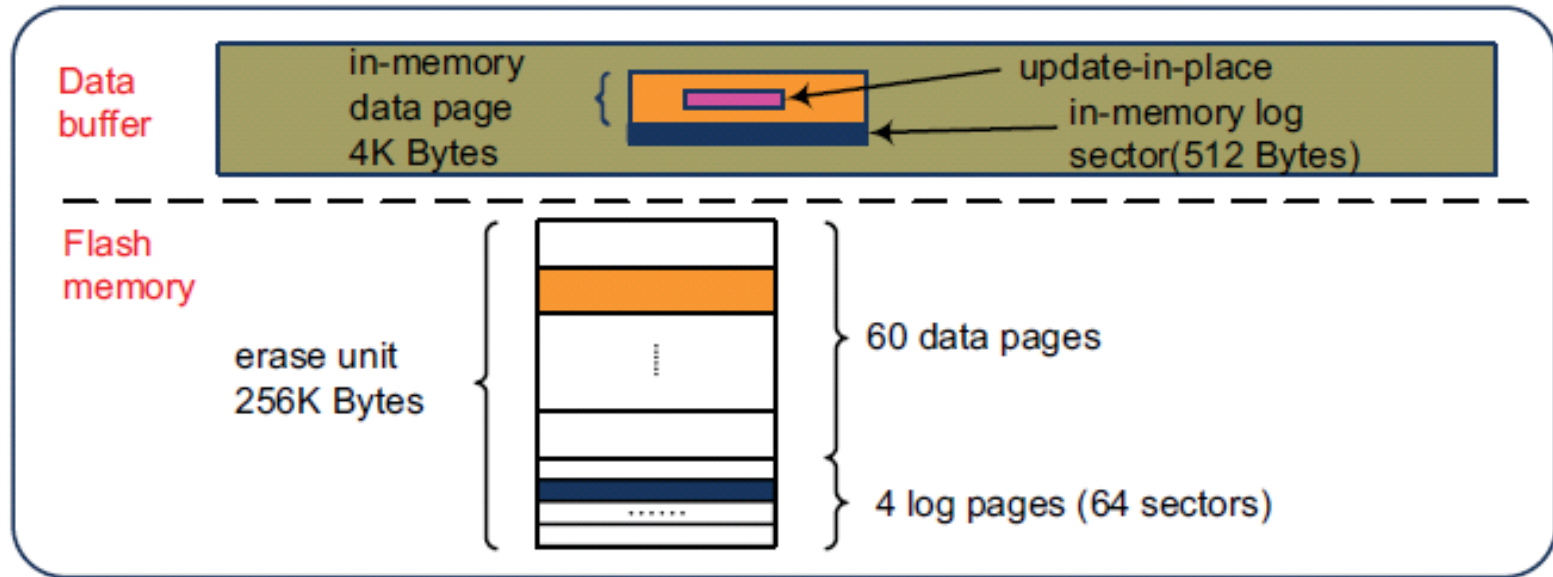 Data
buffer
in-memory
data page
4K Bytes
update-in-place
in-memory log
sector(512 Bytes)
Flash
memory
erase unit
256K Bytes
60 data pages
4 log pages (64 sectors)